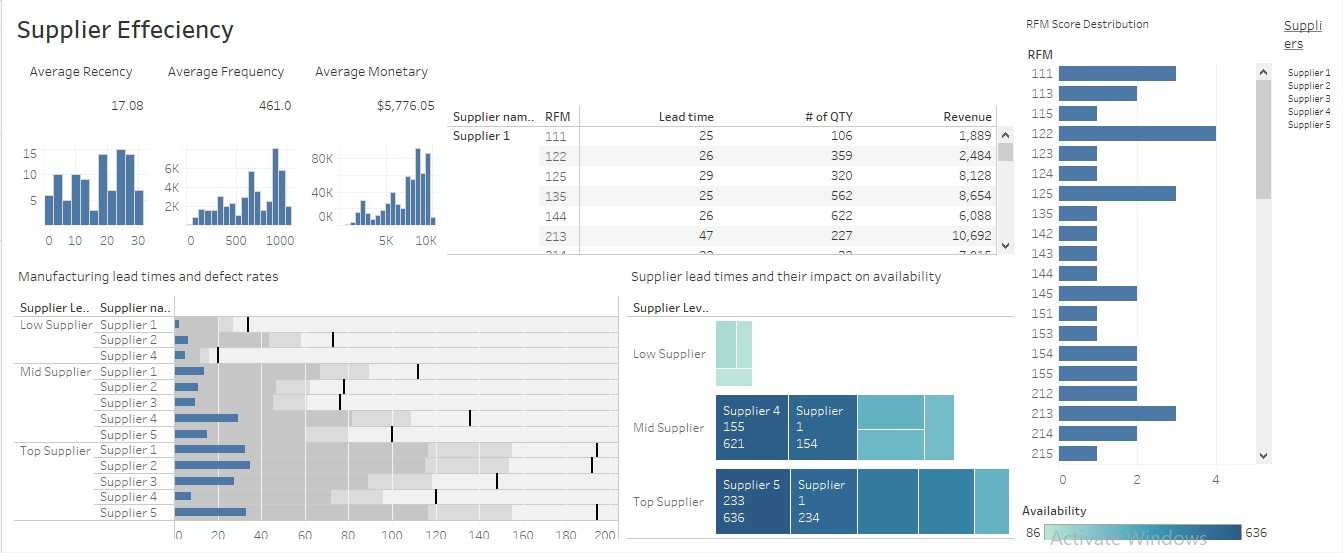 Supplier Effeciency
Average Recency
17.08
15
10
5
0 10 20 30
Average Frequency
461.0
6K
4K
2K
0 500 1000
Average Monetary
$5,776.05
80K
40K
0K
5K 10K
Supplier nam.. RFM Lead time # of QTY Revenue
Supplier 1 111 25 106 1,889
122 26 359 2,484
125 29 320 8,128
135 25 562 8,654
144 26 622 6,088
213 47 227 10,692
Manufacturing lead times and defect rates
Supplier Le.. Supplier na..
Low Supplier Supplier 1
Supplier 2
Supplier 4
Mid Supplier Supplier 1
Supplier 2
Supplier 3
Supplier 4
Supplier 5
Top Supplier Supplier 1
Supplier 2
Supplier 3
Supplier 4
Supplier 5
0 20 40 60 80 100 120 140 160 180 200
Supplier lead times and their impact on availability
Supplier Lev..
Low Supplier
Mid Supplier
Supplier 4
155
621
Supplier
1
154
Top Supplier
Supplier 5
233
636
Supplier
1
234
RFM Score Destribution
RFM
111
113
115
122
123
124
125
135
142
143
144
145
151
153
154
155
212
213
214
215
0 2 4
Suppli
ers
Supplier 1
Supplier 2
Supplier 3
Supplier 4
Supplier 5
Availability
86 636
Activate Windows